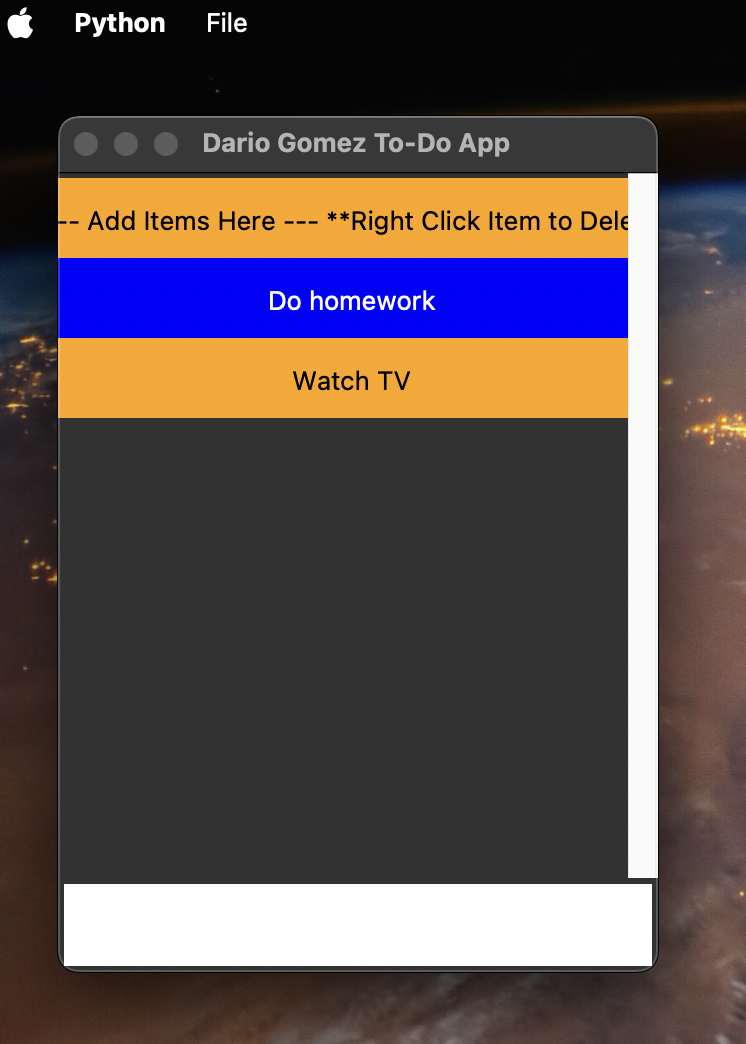 Python File
Dario Gomez To-Do App
-- Add Items Here --- **Right Click Item to Dele
Do homework
Watch TV